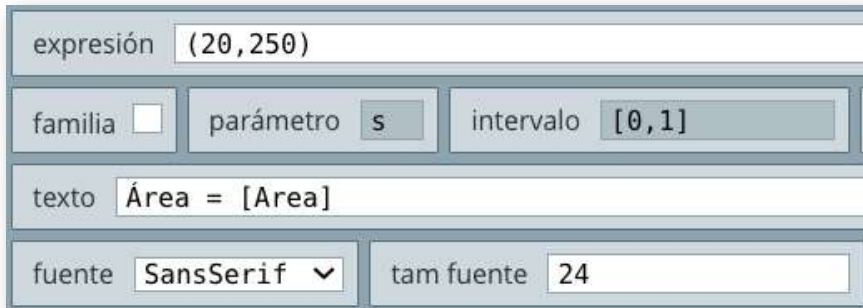 expresión (20,250)
familia parámetro s intervalo [0,1]
texto Área = [Area]
fuente SansSerif tam fuente 24